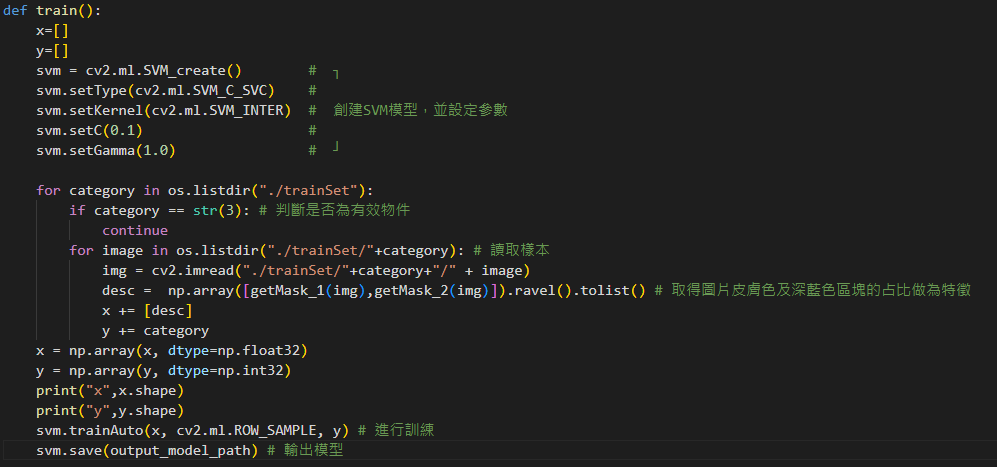 def train():
    x=[]
    y=[]
    svm = cv2.ml.SVM_create()        #  ┐
    svm.setType(cv2.ml.SVM_C_SVC)    #
    svm.setKernel(cv2.ml.SVM_INTER)  #  創建SVM模型，並設定參數
    svm.setC(0.1)                    #
    svm.setGamma(1.0)                #  ┘

    for category in os.listdir("./trainSet"):
        if category == str(3): # 判斷是否為有效物件
            continue
        for image in os.listdir("./trainSet/"+category): # 讀取樣本
            img = cv2.imread("./trainSet/"+category+"/" + image)
            desc =  np.array([getMask_1(img),getMask_2(img)]).ravel().tolist() # 取得圖片皮膚色及深藍色區塊的占比做為特徵
            x += [desc]
            y += category
    x = np.array(x, dtype=np.float32)
    y = np.array(y, dtype=np.int32)
    print("x",x.shape)
    print("y",y.shape)
    svm.trainAuto(x, cv2.ml.ROW_SAMPLE, y) # 進行訓練
    svm.save(output_model_path) # 輸出模型